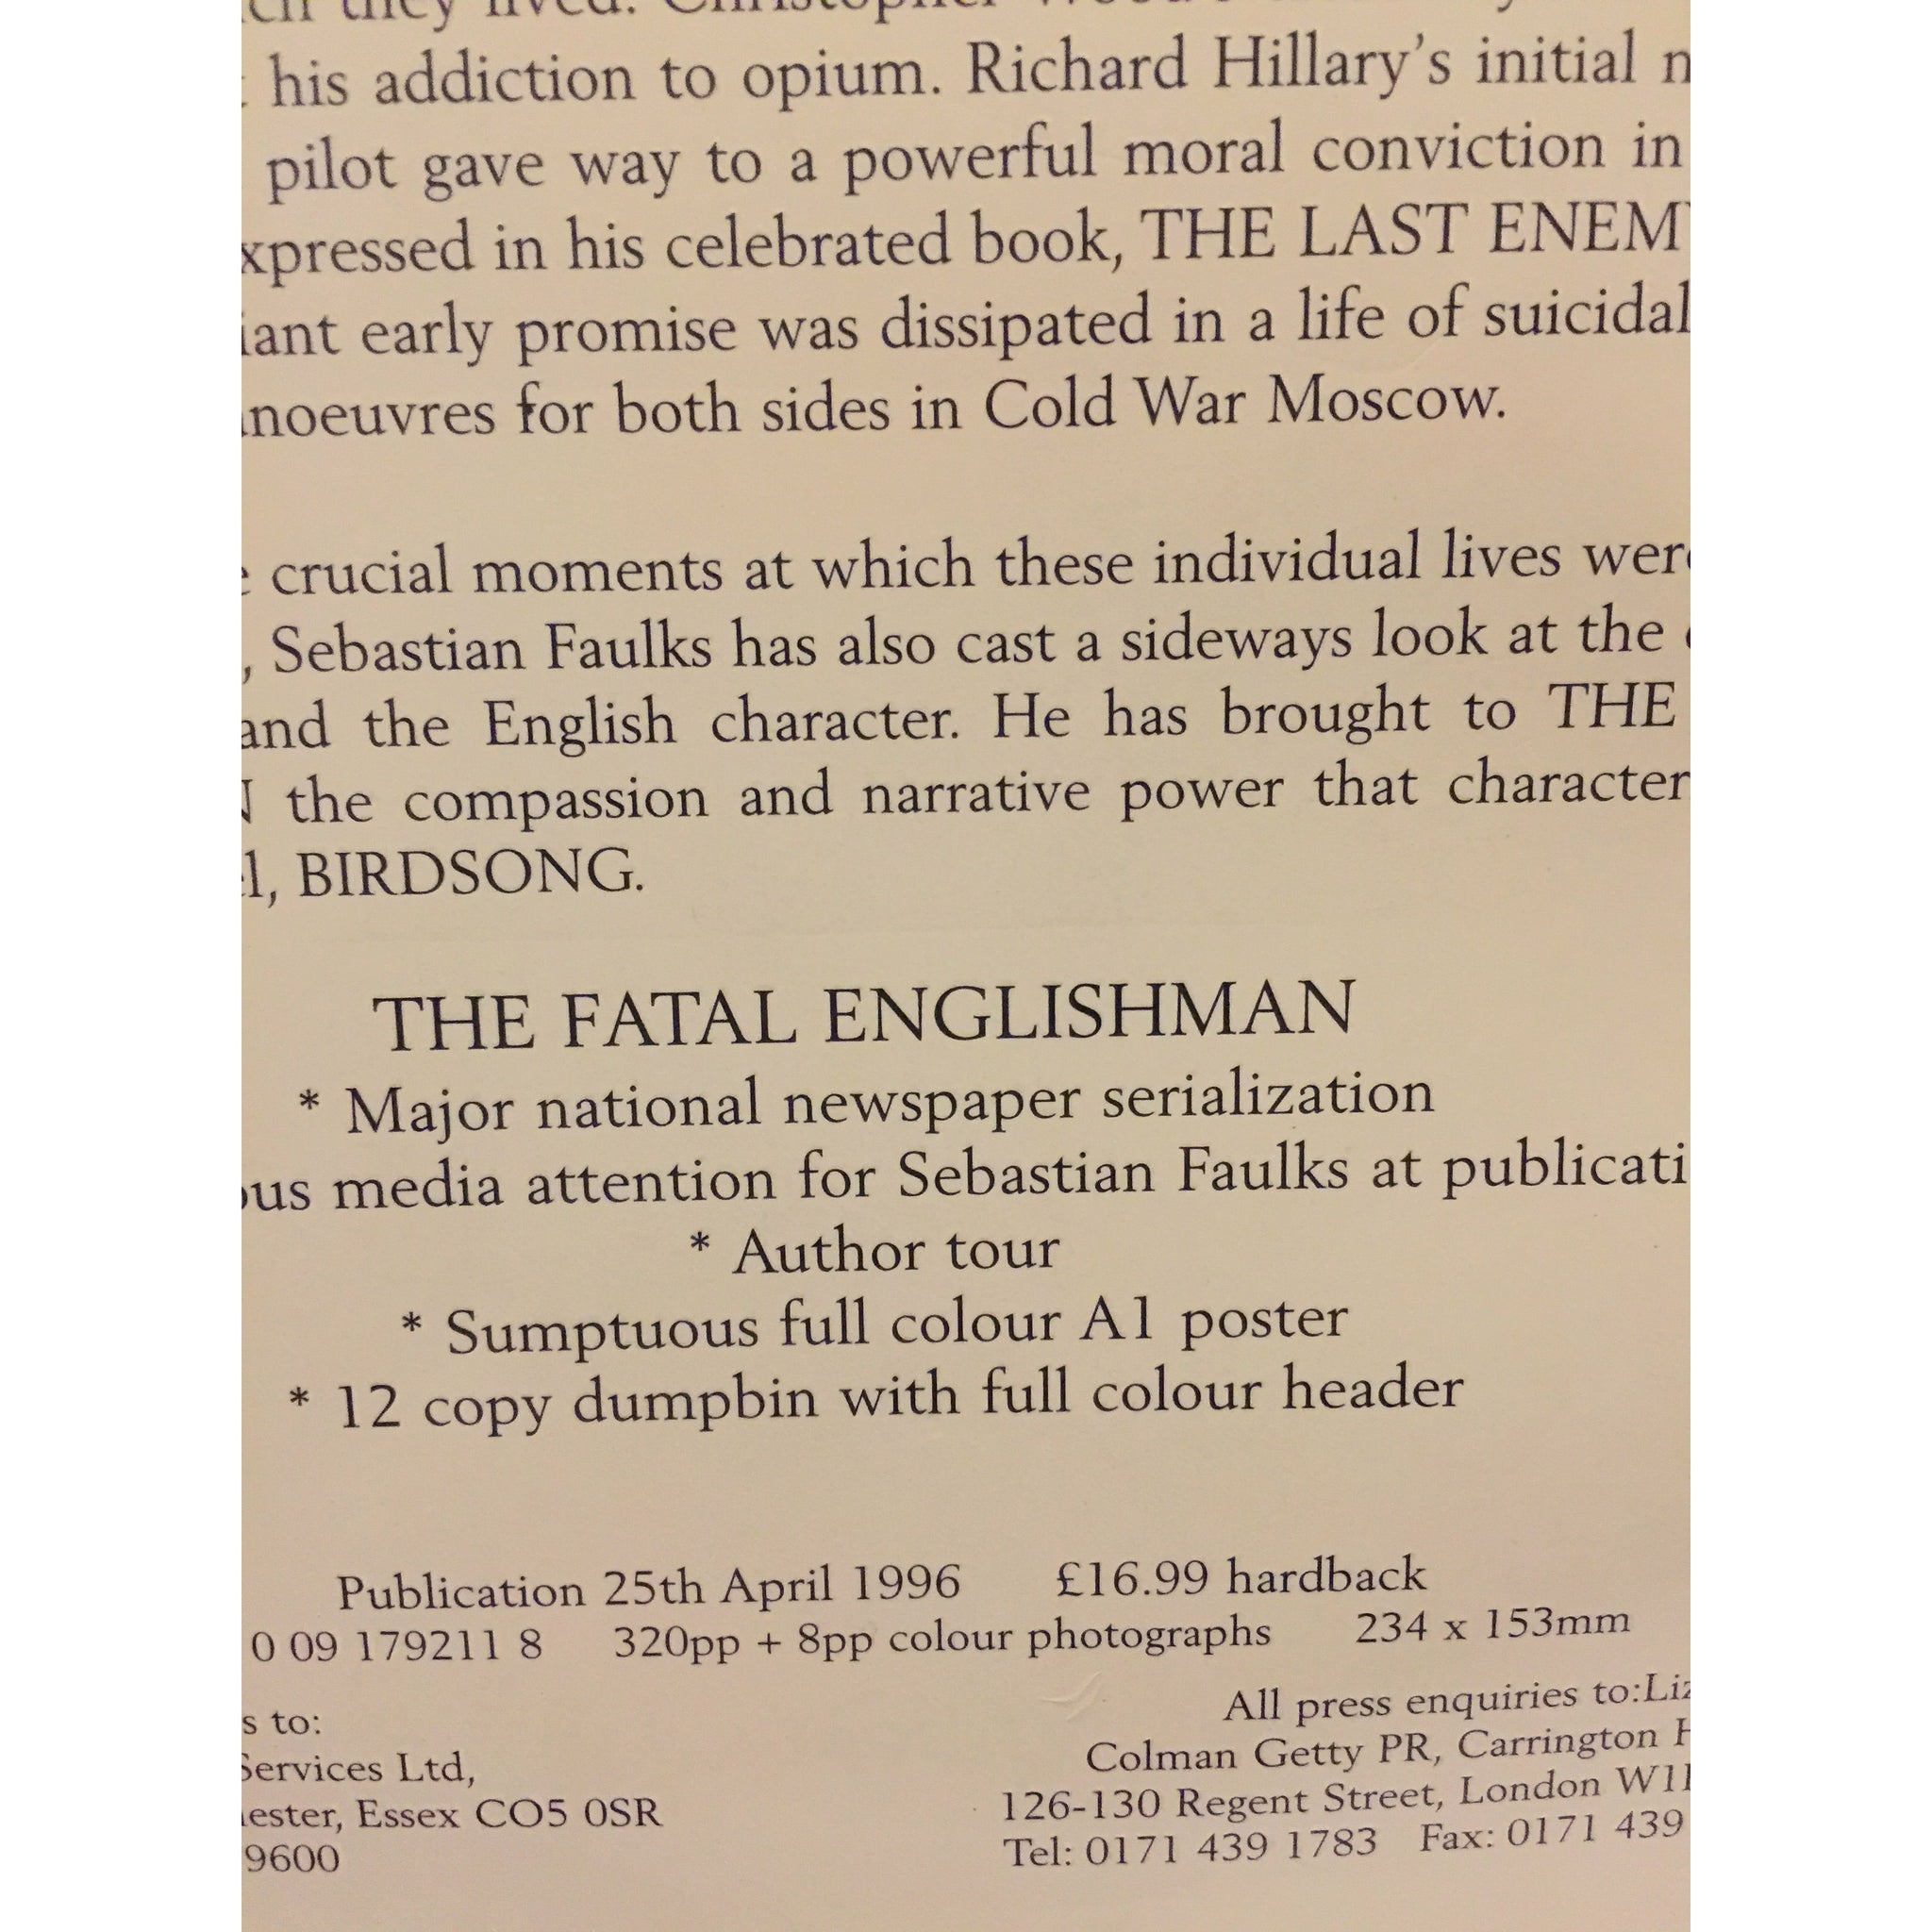 they lived. Christopher
his addiction to opium. Richard Hillary's initial
pilot gave way to a powerful moral conviction in
xpressed in his celebrated book, THE LAST ENEM
iant early promise was dissipated in a life of suicidal
noeuvres for both sides in Cold War Moscow.
crucial moments at which these individual lives were
, Sebastian Faulks has also cast a sideways look at the
and the English character. He has brought to THE
N the compassion and narrative power that character
l, BIRDSONG.
THE FATAL ENGLISHMAN
* Major national newspaper serialization
ous media attention for Sebastian Faulks at publicati
* Author tour
* Sumptuous full colour A1 poster
* 12 copy dumpbin with full colour header
Publication 25th April 1996 £16.99 hardback
0 09 179211 8 320pp + 8pp colour photographs 234 x 153mm
All press enquiries to:Liz
s to:
Colman Getty PR, Carrington H
Services Ltd,
126-130 Regent Street, London W1
ester, Essex CO5 0SR
Tel: 0171 439 1783 Fax: 0171 439
9600